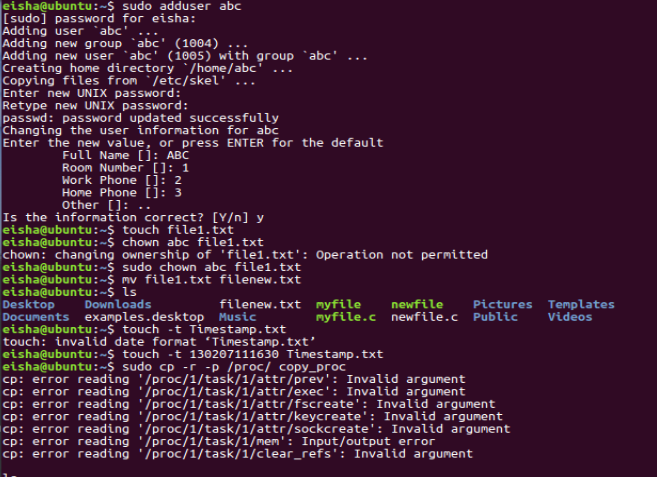 eisha@ubuntu:~$ sudo adduser abc
[sudo] password for eisha:
Adding user `abc' ...
Adding new group `abc' (1004) ...
Adding new user `abc' (1005) with group `abc' ...
Creating home directory `/home/abc' ...
Copying files from `/etc/skel' ...
Enter new UNIX password:
Retype new UNIX password:
passwd: password updated successfully
Changing the user information for abc
Enter the new value, or press ENTER for the default
Full Name []: ABC
Room Number []: 1
Work Phone []: 2
Home Phone []: 3
Other []: ..
Is the information correct? [Y/n] y
eisha@ubuntu:~$ touch file1.txt
eisha@ubuntu:~$ chown abc file1.txt
chown: changing ownership of 'file1.txt': Operation not permitted
eisha@ubuntu:~$ sudo chown abc file1.txt
eisha@ubuntu:~$ mv file1.txt filenew.txt
eisha@ubuntu:~$ ls
Desktop Downloads filenew.txt myfile newfile Pictures Templates
Documents examples.desktop Music myfile.c newfile.c Public Videos
eisha@ubuntu:~$ touch -t Timestamp.txt
touch: invalid date format ‘Timestamp.txt’
eisha@ubuntu:~$ touch -t 130207111630 Timestamp.txt
eisha@ubuntu:~$ sudo cp -r -p /proc/ copy_proc
cp: error reading '/proc/1/task/1/attr/prev': Invalid argument
cp: error reading '/proc/1/task/1/attr/exec': Invalid argument
cp: error reading '/proc/1/task/1/attr/fscreate': Invalid argument
cp: error reading '/proc/1/task/1/attr/keycreate': Invalid argument
cp: error reading '/proc/1/task/1/attr/sockcreate': Invalid argument
cp: error reading '/proc/1/task/1/mem': Input/output error
cp: error reading '/proc/1/task/1/clear_refs': Invalid argument